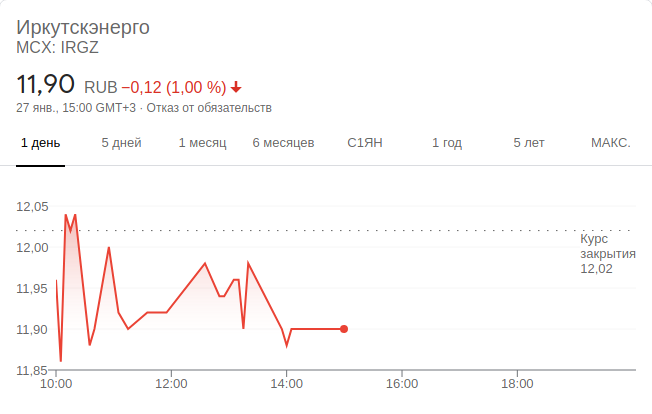 Иркутскэнерго
MCX: IRGZ
11,90 RUB −0,12 (1,00 %)
27 янв., 15:00 GMT+3 · Отказ от обязательств
1 день 5 дней 1 месяц 6 месяцев С1ЯН 1 год 5 лет МАКС.
12,05
Курс
закрытия
12,02
12,00
11,95
11,90
11,85
10:00 12:00 14:00 16:00 18:00